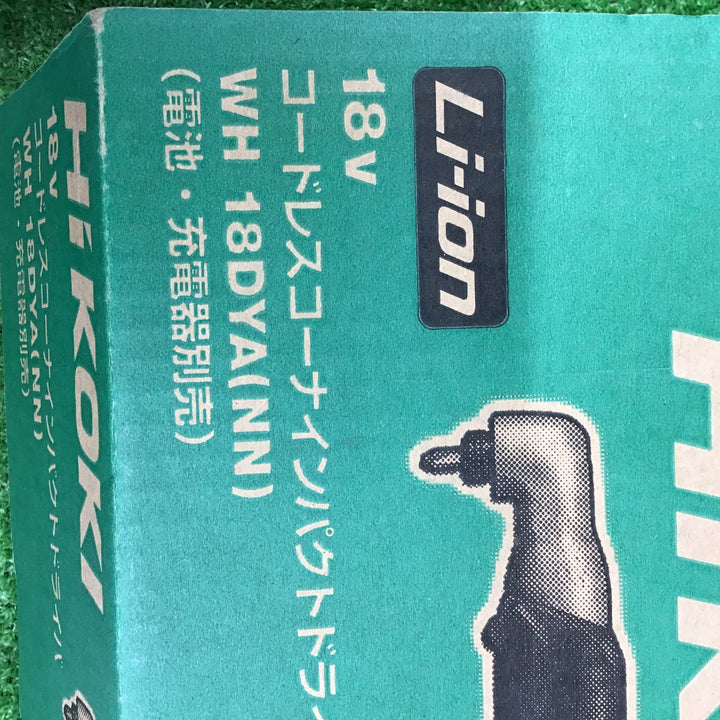 Li-ion
18V
コードレスコーナインパクトドライ
WH 18DYA(NN)
(電池・充電器別売)
HiKOKI
18V
コードレスコーナインパクトドライバ
WH 18DYA(NN)
(電池・充電器別売)
HiK